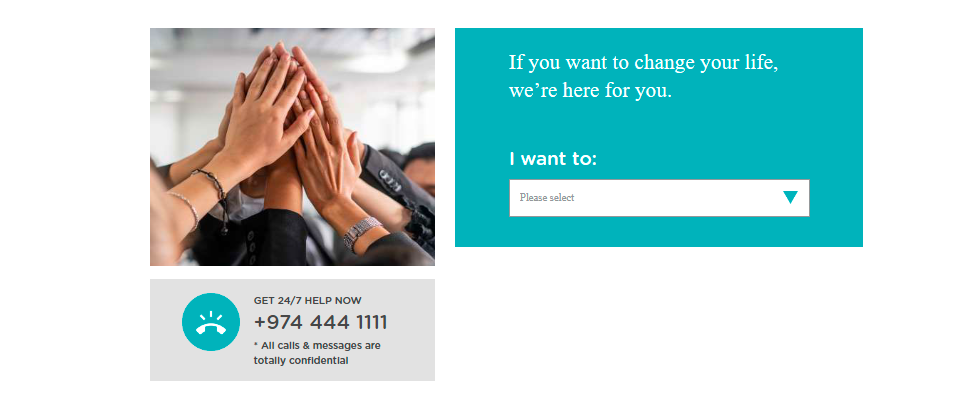 If you want to change your life,
we’re here for you.
I want to:
Please select
GET 24/7 HELP NOW
+974 444 1111
* All calls & messages are
totally confidential